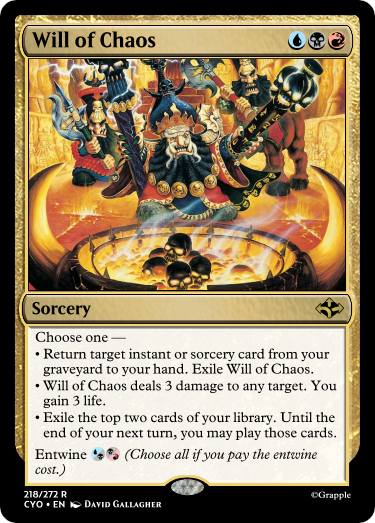 Will of Chaos
Sorcery
Choose one —
• Return target instant or sorcery card from your
graveyard to your hand. Exile Will of Chaos.
• Will of Chaos deals 3 damage to any target. You
gain 3 life.
• Exile the top two cards of your library. Until the
end of your next turn, you may play those cards.
Entwine (Choose all if you pay the entwine
cost.)
218/272 R
CYO • EN DAVID GALLAGHER
©Grapple